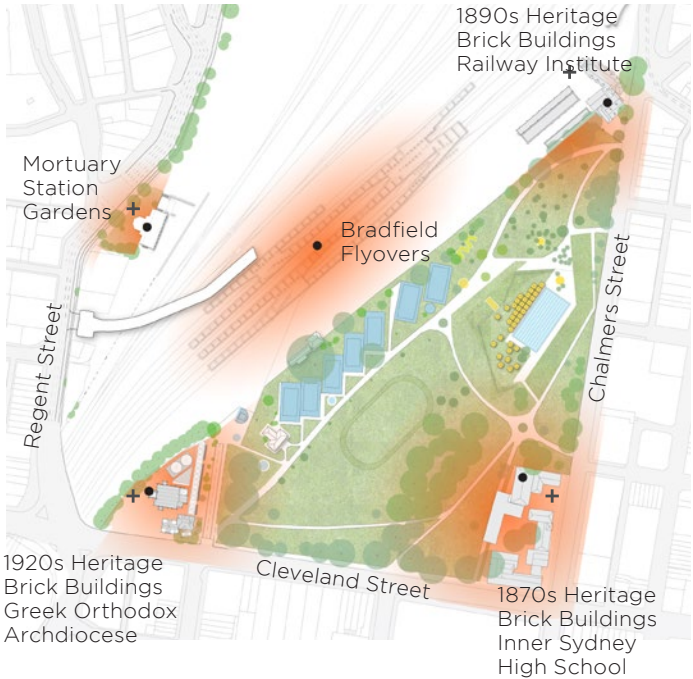 1890s Heritage
Brick Buildings
Railway Institute
Mortuary
Station
Gardens
Bradfield
Flyovers
Regent Street
Chalmers Street
Cleveland Street
1920s Heritage
Brick Buildings
Greek Orthodox
Archdiocese
1870s Heritage
Brick Buildings
Inner Sydney
High School